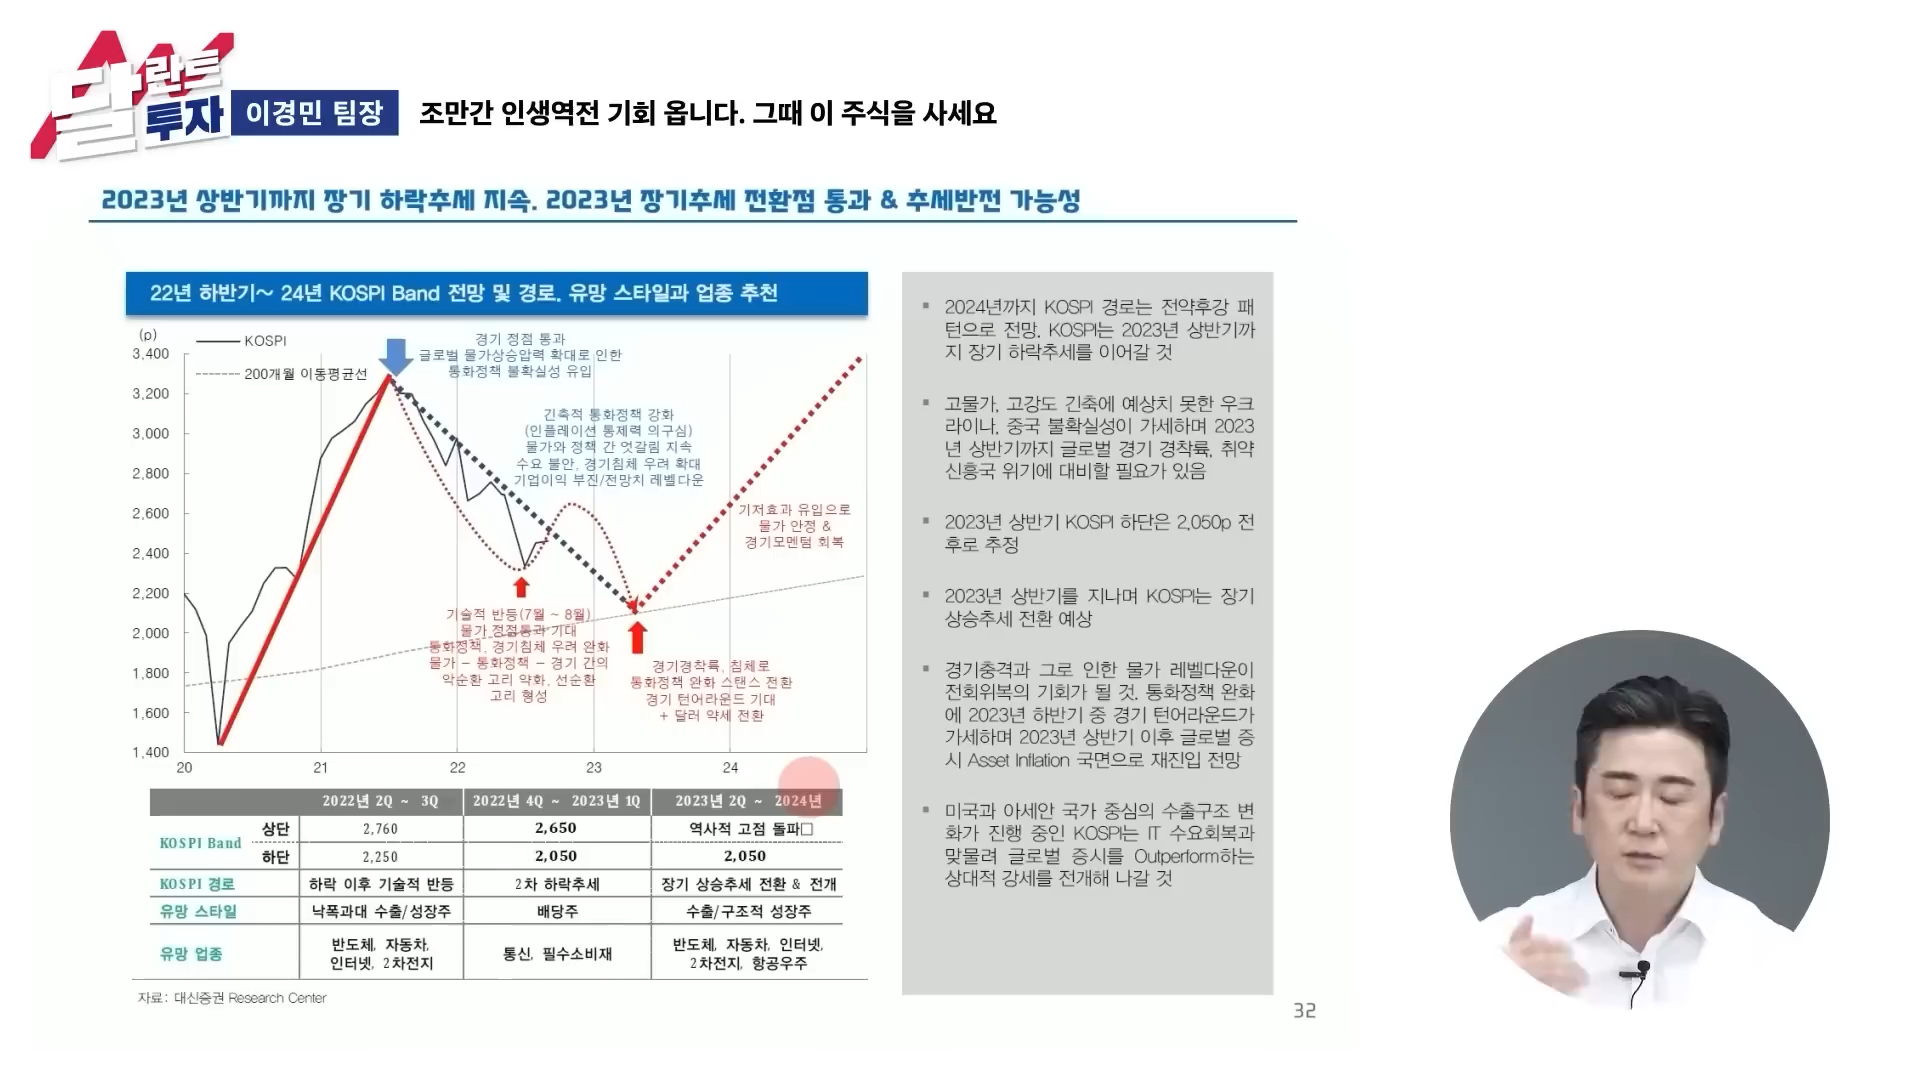 달란트
투자
이경민 팀장
조만간 인생역전 기회 옵니다. 그때 이 주식을 사세요
2023년 상반기까지 장기 하락추세 지속. 2023년 장기추세 전환점 통과 & 추세반전 가능성
22년 하반기~ 24년 KOSPI Band 전망 및 경로, 유망 스타일과 업종 추천
(p)
KOSPI
200개월 이동평균선
3,400
3,200
3,000
2,800
2,600
2,400
2,200
2,000
1,800
1,600
1,400
20 21 22 23 24
경기 정점 통과
글로벌 물가상승압력 확대로 인한
통화정책 불확실성 유입
긴축적 통화정책 강화
(인플레이션 통제력 의구심)
물가와 정책 간 엇갈림 지속
수요 불안, 경기침체 우려 확대
기업이익 부진/전망치 레벨다운
기저효과 유입으로
물가 안정 &
경기모멘텀 회복
기술적 반등(7월 ~ 8월)
물가 정점통과 기대
통화정책, 경기침체 우려 완화
물가 - 통화정책 - 경기 간의
악순환 고리 약화, 선순환
고리 형성
경기경착륙, 침체로
통화정책 완화 스탠스 전환
경기 턴어라운드 기대
+ 달러 약세 전환
2022년 2Q ~ 3Q 2022년 4Q ~ 2023년 1Q 2023년 2Q ~ 2024년
KOSPI Band
상단 2,760 2,650 역사적 고점 돌파□
하단 2,250 2,050 2,050
KOSPI 경로 하락 이후 기술적 반등 2차 하락추세 장기 상승추세 전환 & 전개
유망 스타일 낙폭과대 수출/성장주 배당주 수출/구조적 성장주
유망 업종
반도체, 자동차,
인터넷, 2차전지
통신, 필수소비재
반도체, 자동차, 인터넷,
2차전지, 항공우주
자료: 대신증권 Research Center
▪ 2024년까지 KOSPI 경로는 전약후강 패
턴으로 전망. KOSPI는 2023년 상반기까
지 장기 하락추세를 이어갈 것
▪ 고물가, 고강도 긴축에 예상치 못한 우크
라이나, 중국 불확실성이 가세하며 2023
년 상반기까지 글로벌 경기 경착륙, 취약
신흥국 위기에 대비할 필요가 있음
▪ 2023년 상반기 KOSPI 하단은 2,050p 전
후로 추정
▪ 2023년 상반기를 지나며 KOSPI는 장기
상승추세 전환 예상
▪ 경기충격과 그로 인한 물가 레벨다운이
전회위복의 기회가 될 것. 통화정책 완화
에 2023년 하반기 중 경기 턴어라운드가
가세하며 2023년 상반기 이후 글로벌 증
시 Asset Inflation 국면으로 재진입 전망
▪ 미국과 아세안 국가 중심의 수출구조 변
화가 진행 중인 KOSPI는 IT 수요회복과
맞물려 글로벌 증시를 Outperform하는
상대적 강세를 전개해 나갈 것
32